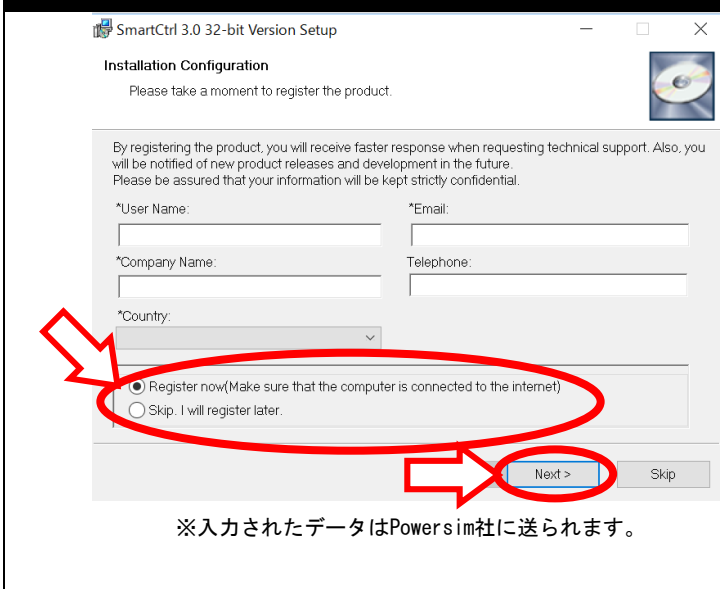 SmartCtrl 3.0 32-bit Version Setup
Installation Configuration
Please take a moment to register the product.
By registering the product, you will receive faster response when requesting technical support. Also, you
will be notified of new product releases and development in the future.
Please be assured that your information will be kept strictly confidential.
*User Name:
*Email:
*Company Name:
Telephone:
*Country:
Register now(Make sure that the computer is connected to the internet)
Skip. I will register later.
Next >
Skip
※入力されたデータはPowersim社に送られます。